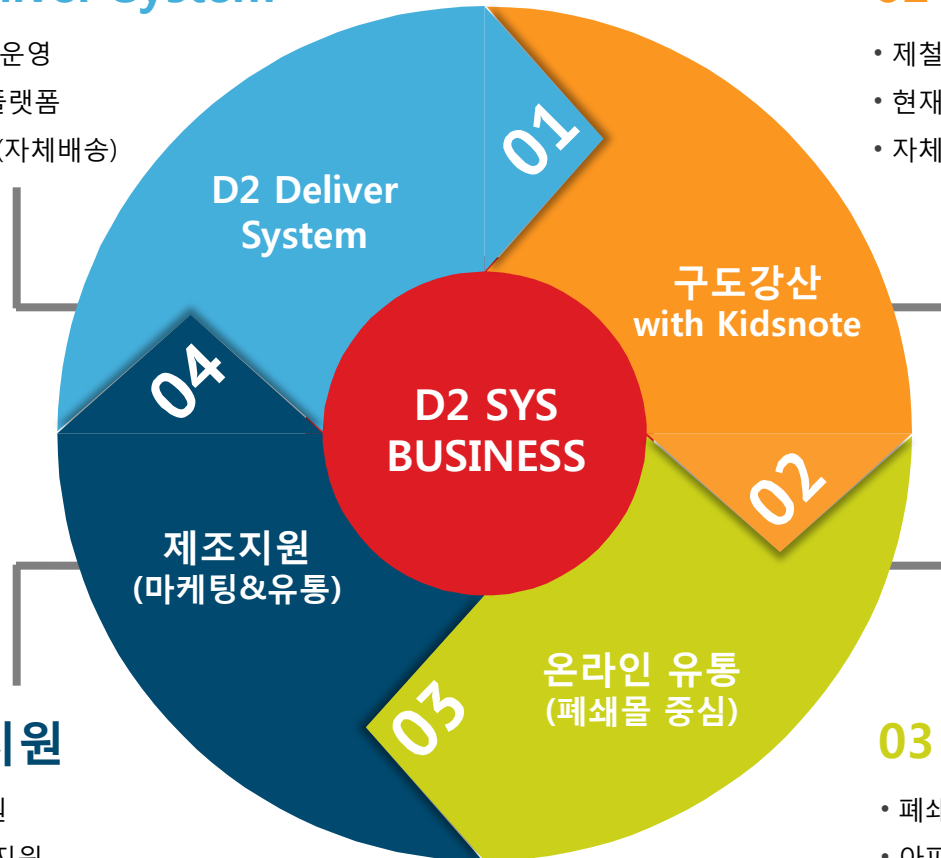 운영
랫폼
(자체배송)
01
D2 Deliver
System
• 제철
• 현재
• 자체
구도강산
with Kidsnote
04
D2 SYS
BUSINESS
02
제조지원
(마케팅&유통)
온라인 유통
(폐쇄몰 중심)
03
지원
03
• 폐쇄